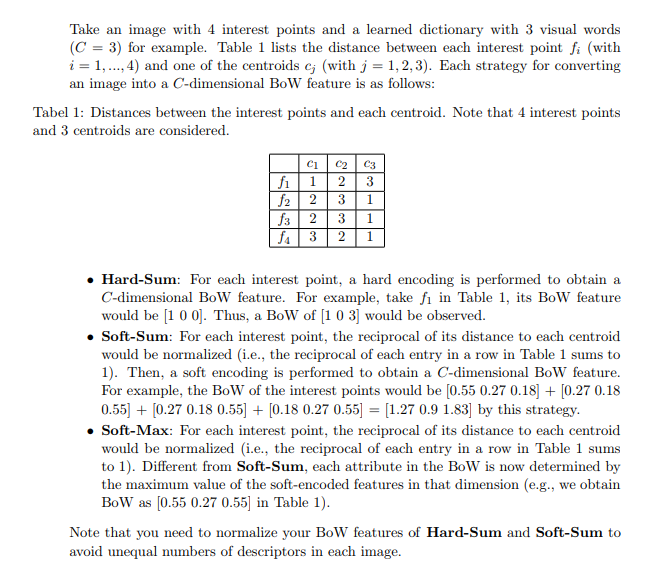 Take an image with 4 interest points and a learned dictionary with 3 visual words
(C = 3) for example. Table 1 lists the distance between each interest point fᵢ (with
i = 1, ..., 4) and one of the centroids cⱼ (with j = 1, 2, 3). Each strategy for converting
an image into a C-dimensional BoW feature is as follows:
Tabel 1: Distances between the interest points and each centroid. Note that 4 interest points
and 3 centroids are considered.
c₁ c₂ c₃
f₁ 1 2 3
f₂ 2 3 1
f₃ 2 3 1
f₄ 3 2 1
• Hard-Sum: For each interest point, a hard encoding is performed to obtain a
C-dimensional BoW feature. For example, take f₁ in Table 1, its BoW feature
would be [1 0 0]. Thus, a BoW of [1 0 3] would be observed.
• Soft-Sum: For each interest point, the reciprocal of its distance to each centroid
would be normalized (i.e., the reciprocal of each entry in a row in Table 1 sums to
1). Then, a soft encoding is performed to obtain a C-dimensional BoW feature.
For example, the BoW of the interest points would be [0.55 0.27 0.18] + [0.27 0.18
0.55] + [0.27 0.18 0.55] + [0.18 0.27 0.55] = [1.27 0.9 1.83] by this strategy.
• Soft-Max: For each interest point, the reciprocal of its distance to each centroid
would be normalized (i.e., the reciprocal of each entry in a row in Table 1 sums
to 1). Different from Soft-Sum, each attribute in the BoW is now determined by
the maximum value of the soft-encoded features in that dimension (e.g., we obtain
BoW as [0.55 0.27 0.55] in Table 1).
Note that you need to normalize your BoW features of Hard-Sum and Soft-Sum to
avoid unequal numbers of descriptors in each image.